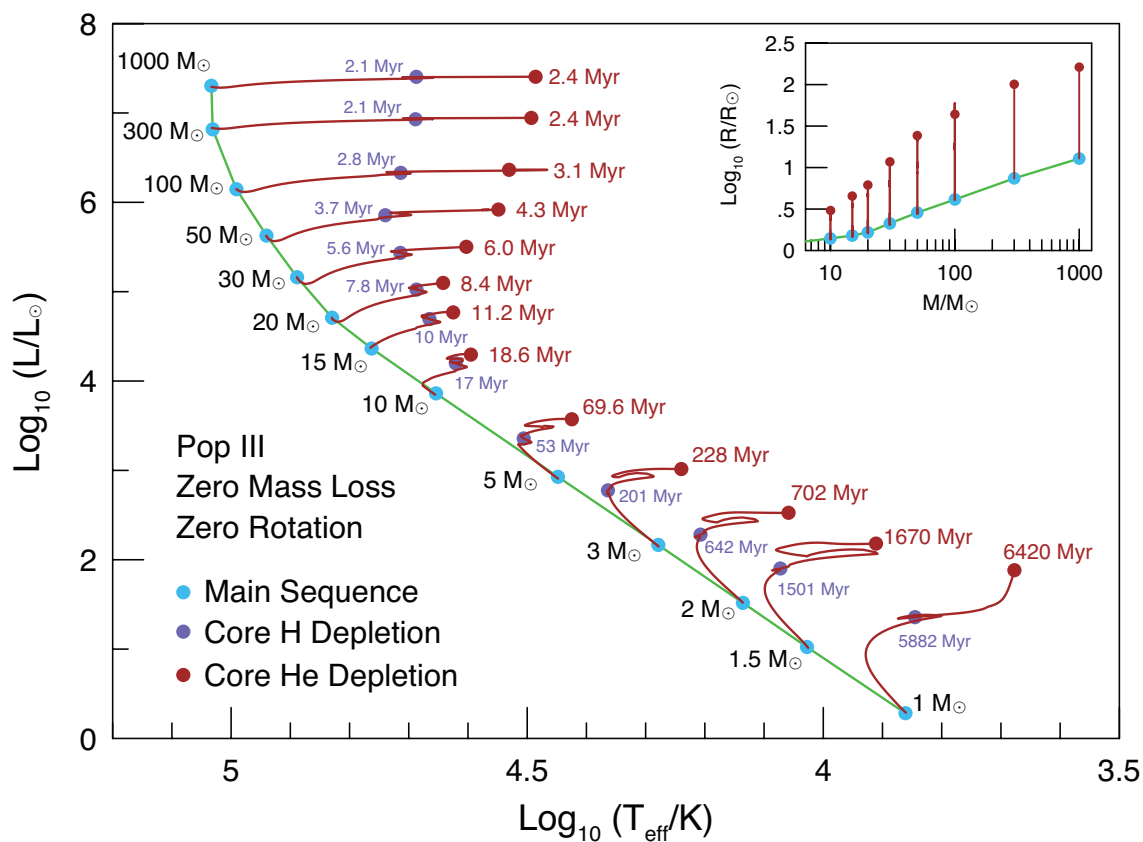 8
6
4
2
0
Log₁₀ (L/L☉)
5
4.5
4
3.5
Log₁₀ (Tₑff/K)
1000 M☉
2.1 Myr
2.4 Myr
300 M☉
2.1 Myr
2.4 Myr
100 M☉
2.8 Myr
3.1 Myr
50 M☉
3.7 Myr
4.3 Myr
30 M☉
5.6 Myr
6.0 Myr
20 M☉
7.8 Myr
8.4 Myr
15 M☉
10 Myr
11.2 Myr
10 M☉
17 Myr
18.6 Myr
5 M☉
53 Myr
69.6 Myr
3 M☉
201 Myr
228 Myr
2 M☉
642 Myr
702 Myr
1.5 M☉
1501 Myr
1670 Myr
1 M☉
5882 Myr
6420 Myr
Pop III
Zero Mass Loss
Zero Rotation
Main Sequence
Core H Depletion
Core He Depletion
2.5
2
1.5
1
.5
0
Log₁₀ (R/R☉)
10
100
1000
M/M☉